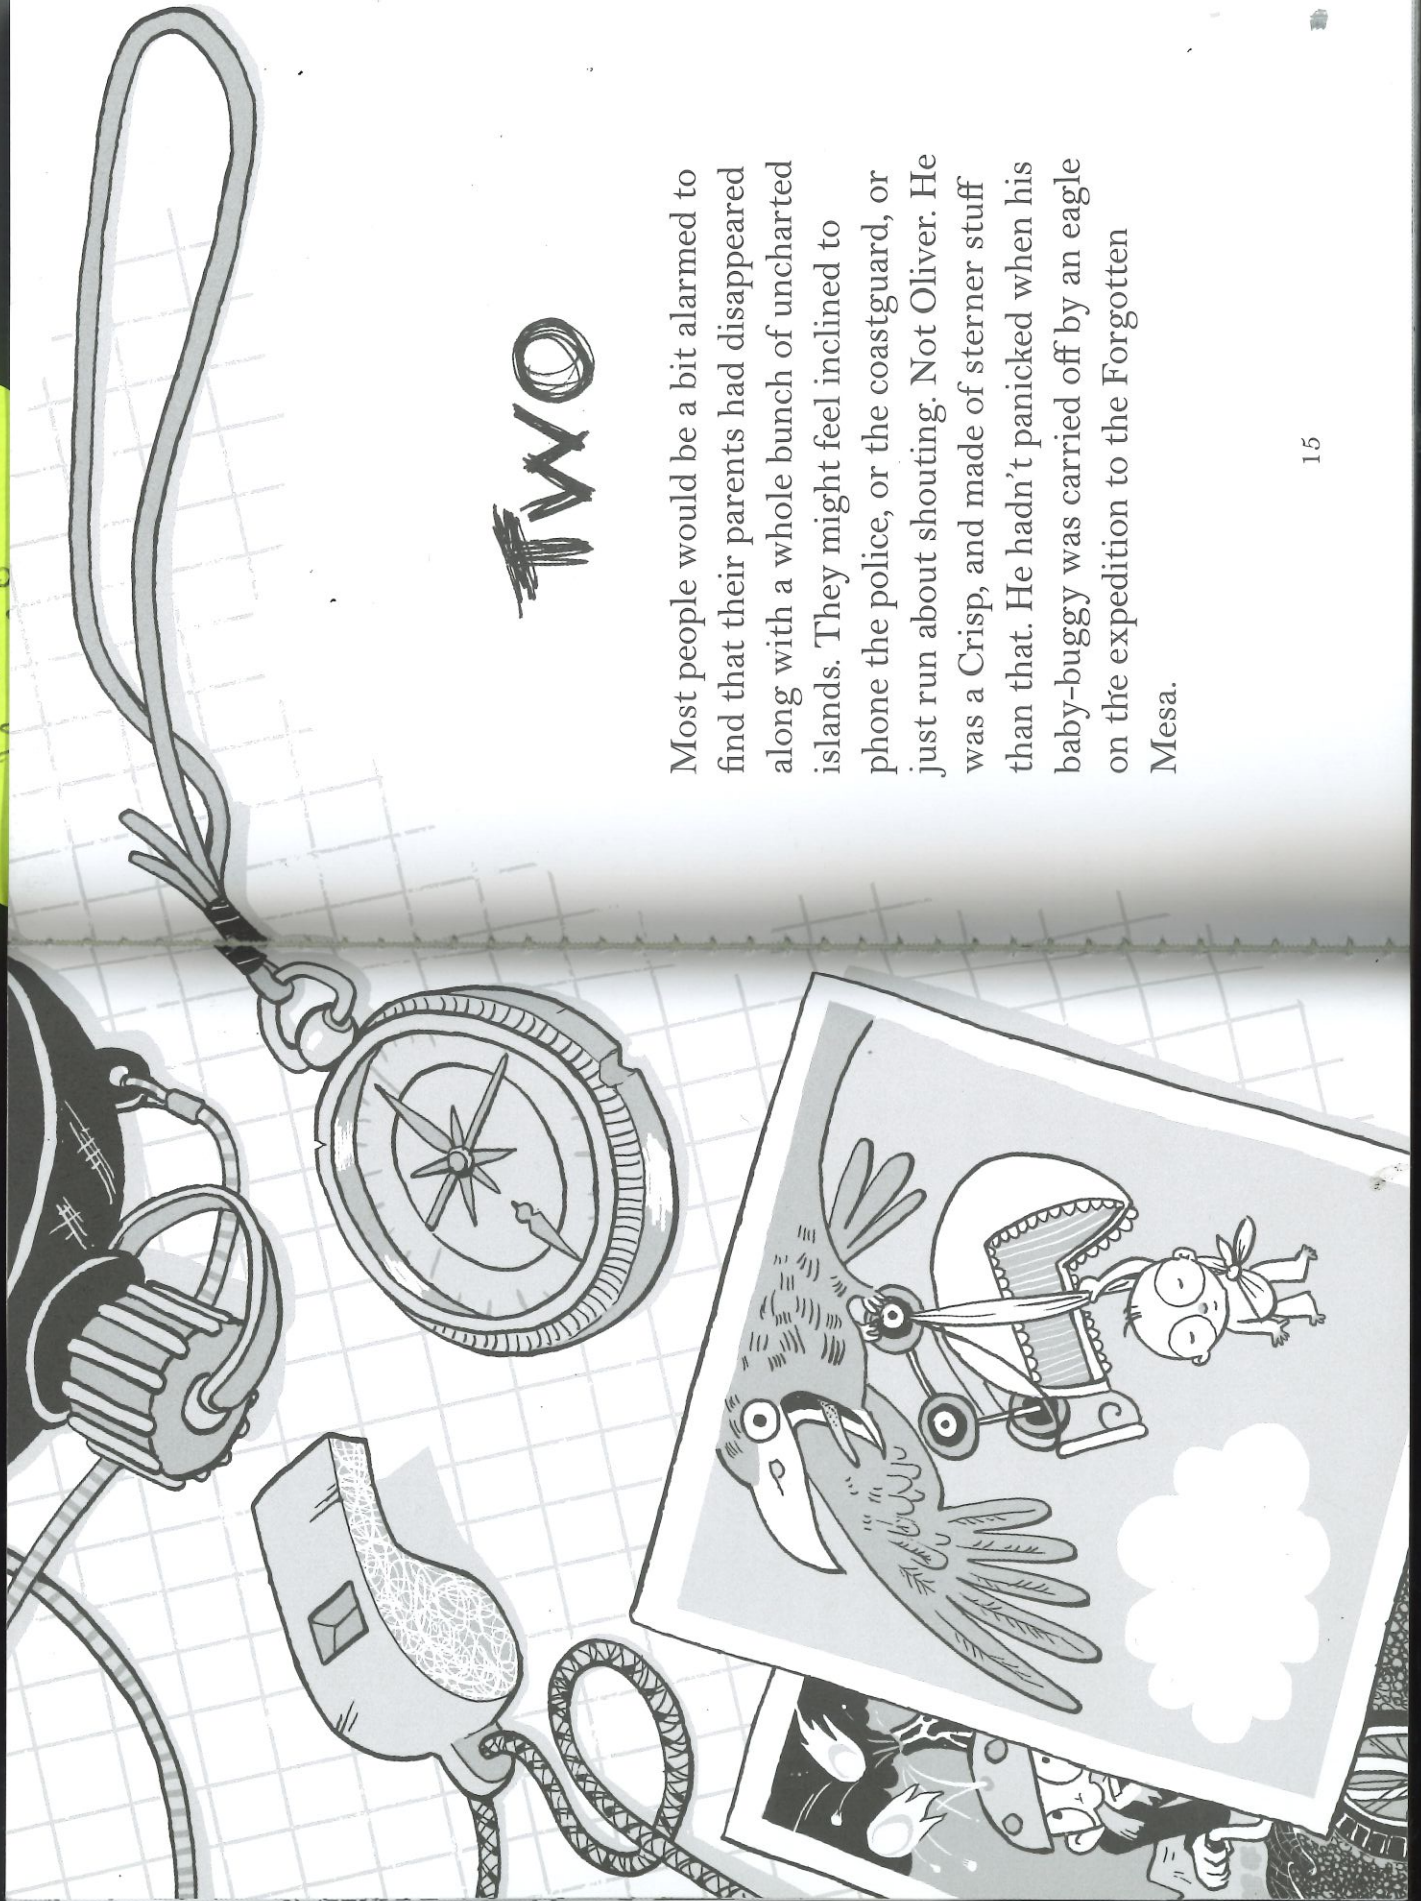 TWO
Most people would be a bit alarmed to
find that their parents had disappeared
along with a whole bunch of uncharted
islands. They might feel inclined to
phone the police, or the coastguard, or
just run about shouting. Not Oliver. He
was a Crisp, and made of sterner stuff
than that. He hadn't panicked when his
baby-buggy was carried off by an eagle
on the expedition to the Forgotten
Mesa.
15